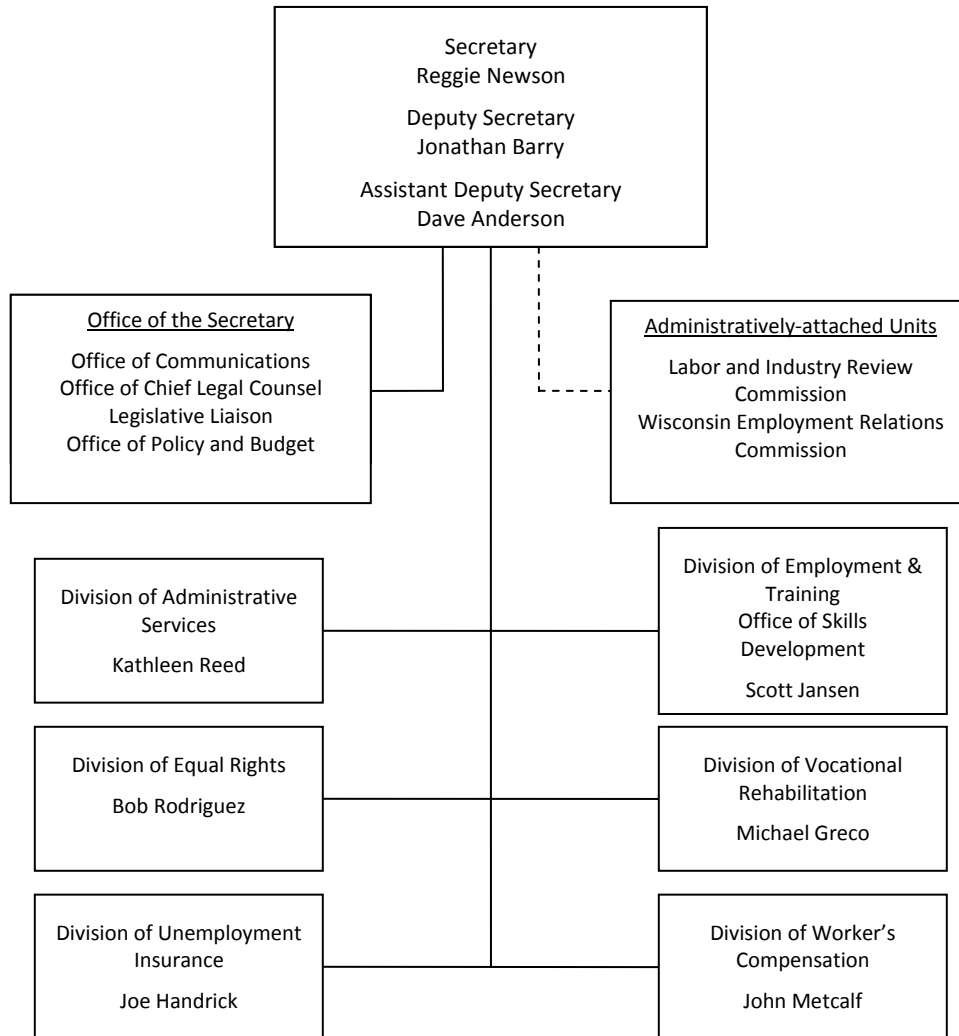 Secretary
Reggie Newson
Deputy Secretary
Jonathan Barry
Assistant Deputy Secretary
Dave Anderson
Office of the Secretary
Office of Communications
Office of Chief Legal Counsel
Legislative Liaison
Office of Policy and Budget
Administratively-attached Units
Labor and Industry Review
Commission
Wisconsin Employment Relations
Commission
Division of Administrative
Services
Kathleen Reed
Division of Employment &
Training
Office of Skills
Development
Scott Jansen
Division of Equal Rights
Bob Rodriguez
Division of Vocational
Rehabilitation
Michael Greco
Division of Unemployment
Insurance
Joe Handrick
Division of Worker’s
Compensation
John Metcalf